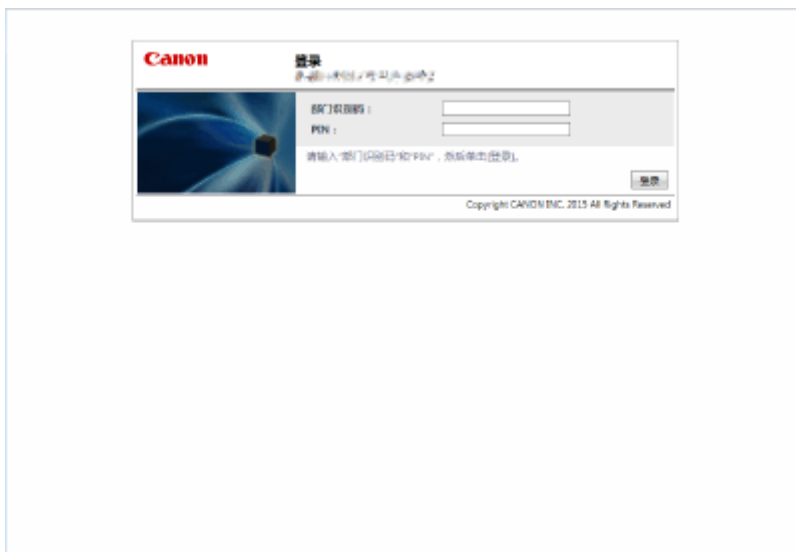 Canon
登录
部门识别码：
PIN：
请输入"部门识别码"和"PIN"，然后单击[登录]。
登录
Copyright CANON INC. 2015 All Rights Reserved